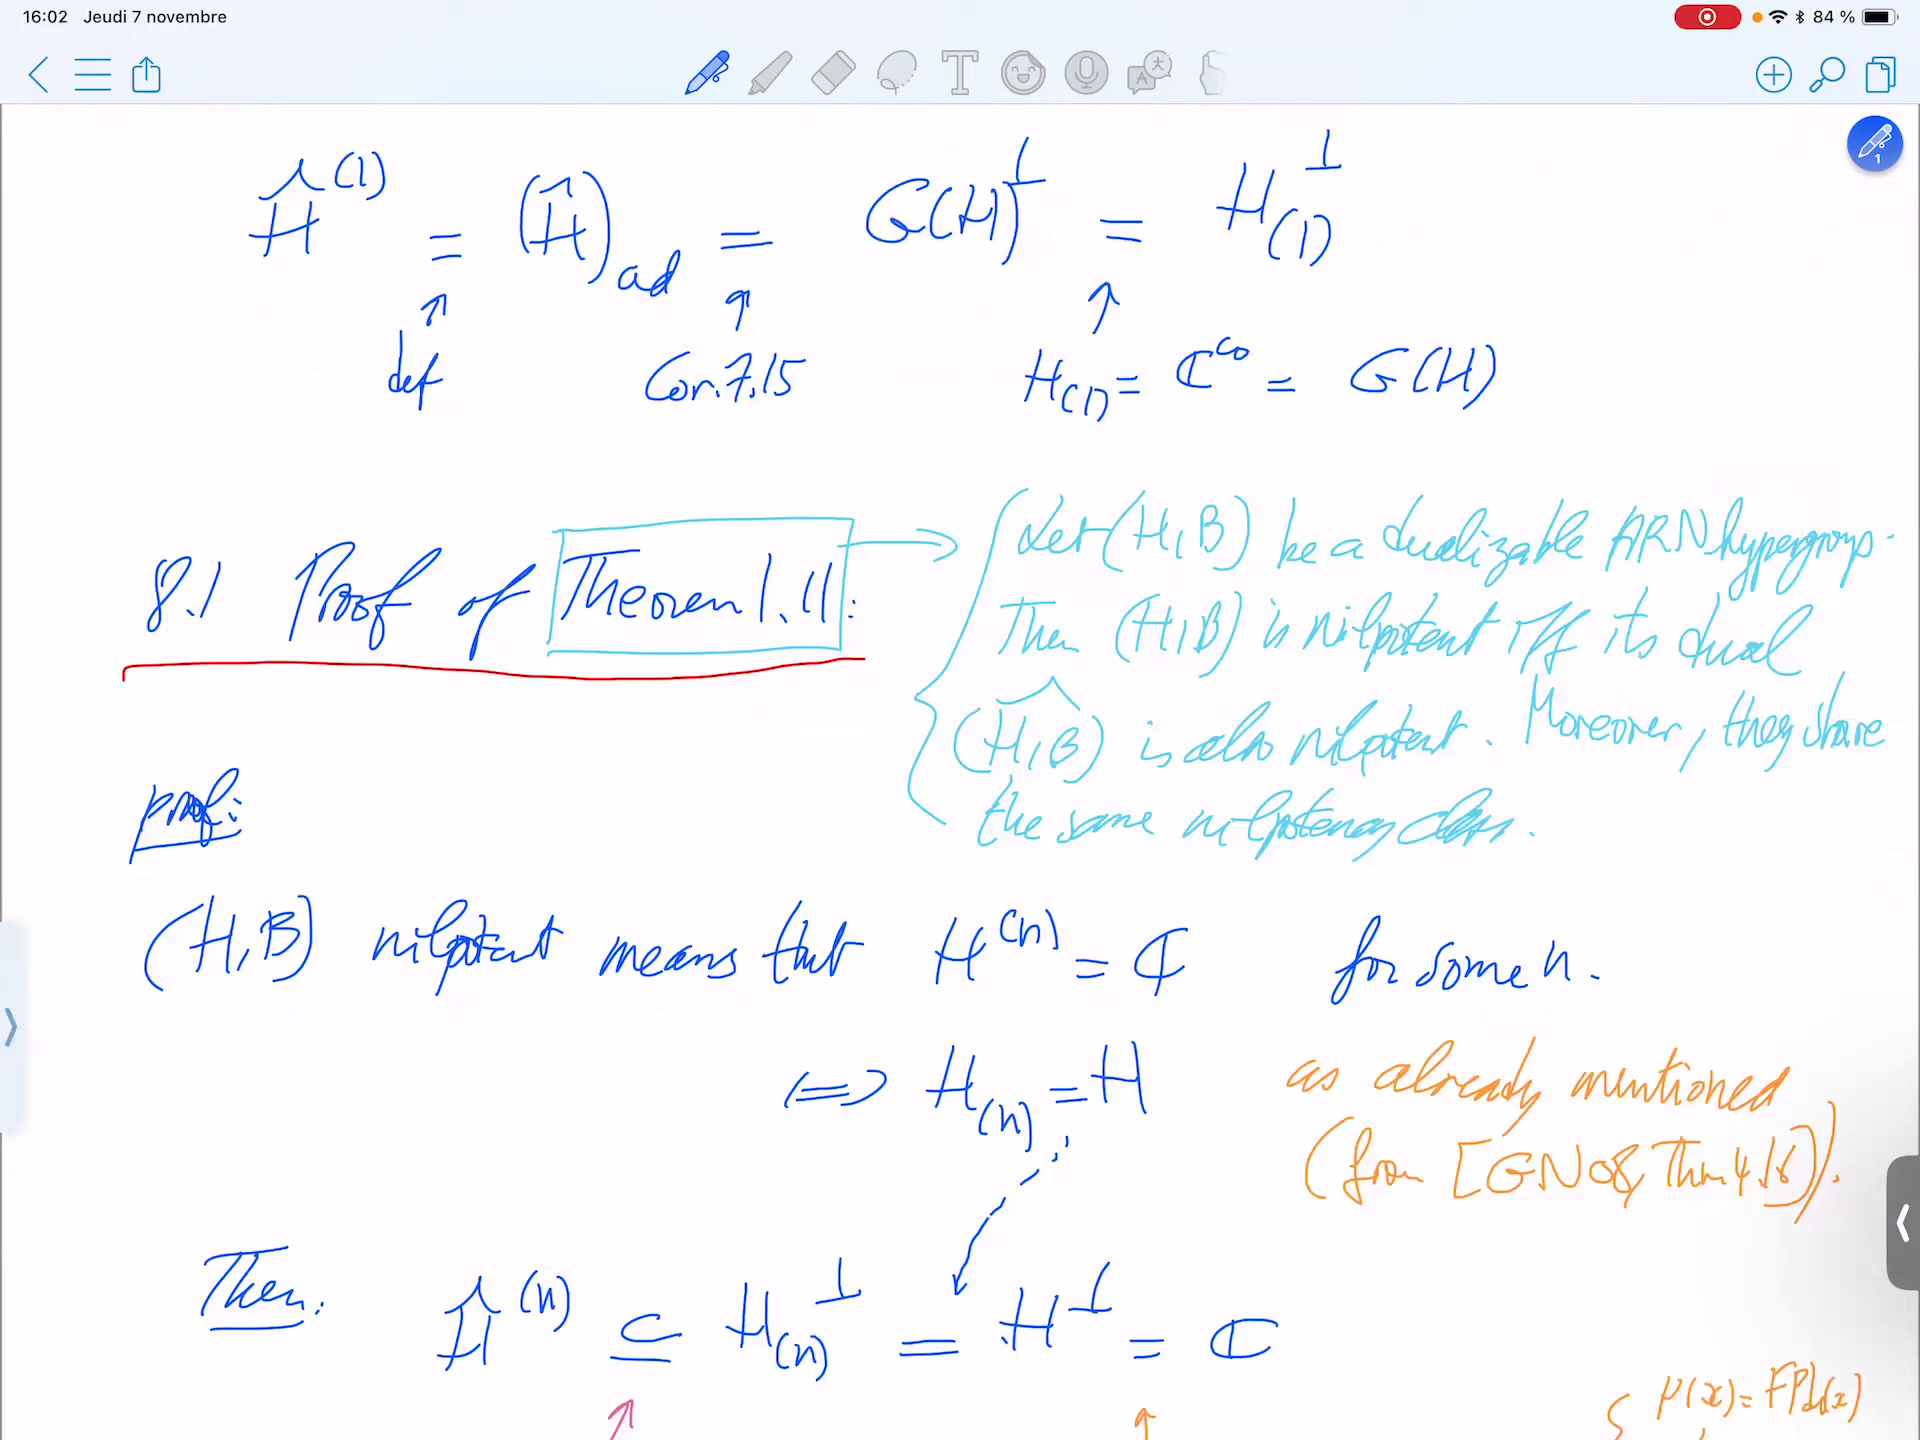 16:02 Jeudi 7 novembre
84 %
Ĥ^(1) = (Ĥ)_ad = G(H)^⊥ = H_(1)^⊥
↑ ↑ ↑
def Cor. 7.15 H_(1) = ℂ^co = G(H)
8.1 Proof of Theorem 1.11:
→ Let (H,B) be a dualizable ARN hypergroup.
Then (H,B) is nilpotent iff its dual
(Ĥ,B) is also nilpotent. Moreover, they share
the same nilpotency class.
proof:
(H,B) nilpotent means that H^(n) = ℂ for some n.
⟺ H_(n) = H as already mentioned
(from [GN08, Thm 4.16]).
Then: Ĥ^(n) ⊆ H_(n)^⊥ = H^⊥ = ℂ
↑ ↑
μ(x) = FPd(x)